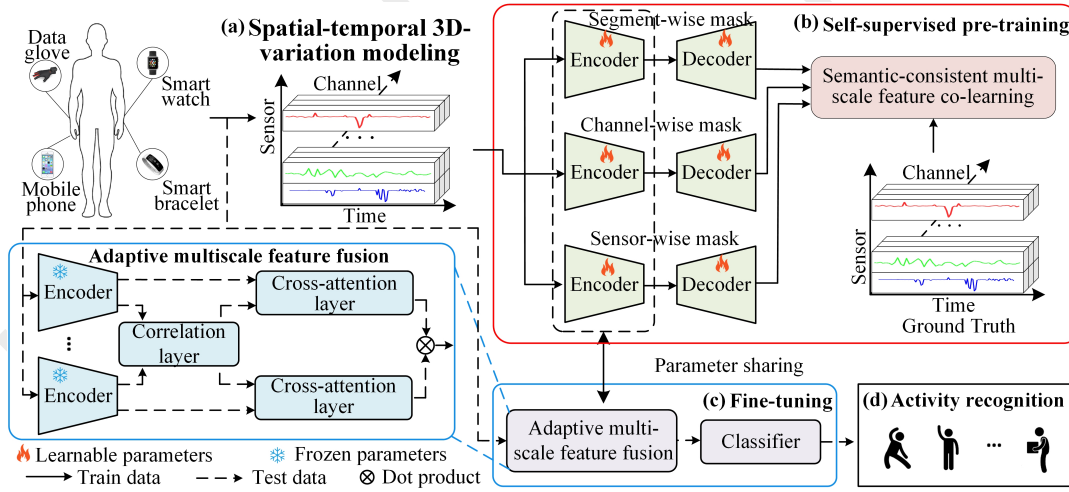 (a) Spatial-temporal 3D-
variation modeling
Data
glove
Smart
watch
Mobile
phone
Smart
bracelet
Channel
Sensor
Time
Segment-wise mask
Encoder
Decoder
Channel-wise mask
Encoder
Decoder
Sensor-wise mask
Encoder
Decoder
(b) Self-supervised pre-training
Semantic-consistent multi-
scale feature co-learning
Channel
Sensor
Time
Ground Truth
Adaptive multiscale feature fusion
Encoder
Encoder
Correlation
layer
Cross-attention
layer
Cross-attention
layer
Parameter sharing
(c) Fine-tuning
Adaptive multi-
scale feature fusion
Classifier
(d) Activity recognition
Learnable parameters
Frozen parameters
Train data
Test data
Dot product